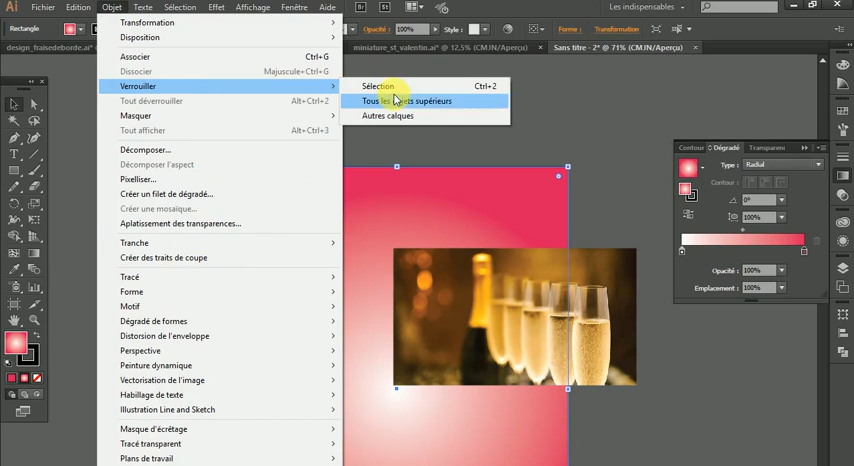 Ai Fichier Edition Objet Texte Sélection Effet Affichage Fenêtre Aide Br St Les indispensables
Rectangle Opacité : 100% Style : Forme : Transformation
design_fraisedeborde.ai* miniature_st_valentin.ai* @ 12,5% (CMJN/Aperçu) × Sans titre - 2* @ 71% (CMJN/Aperçu) ×
Transformation
Disposition
Associer Ctrl+G
Dissocier Majuscule+Ctrl+G
Verrouiller
Tout déverrouiller Alt+Ctrl+2
Masquer
Tout afficher Alt+Ctrl+3
Décomposer...
Décomposer l'aspect
Pixelliser...
Créer un filet de dégradé...
Créer une mosaïque...
Aplatissement des transparences...
Tranche
Créer des traits de coupe
Tracé
Forme
Motif
Dégradé de formes
Distorsion de l'enveloppe
Perspective
Peinture dynamique
Vectorisation de l'image
Habillage de texte
Illustration Line and Sketch
Masque d'écrêtage
Tracé transparent
Plans de travail
Sélection Ctrl+2
Tous les objets supérieurs
Autres calques
Contour Dégradé Transparenc
Type : Radial
Contour :
0°
100%
Opacité : 100%
Emplacement : 100%